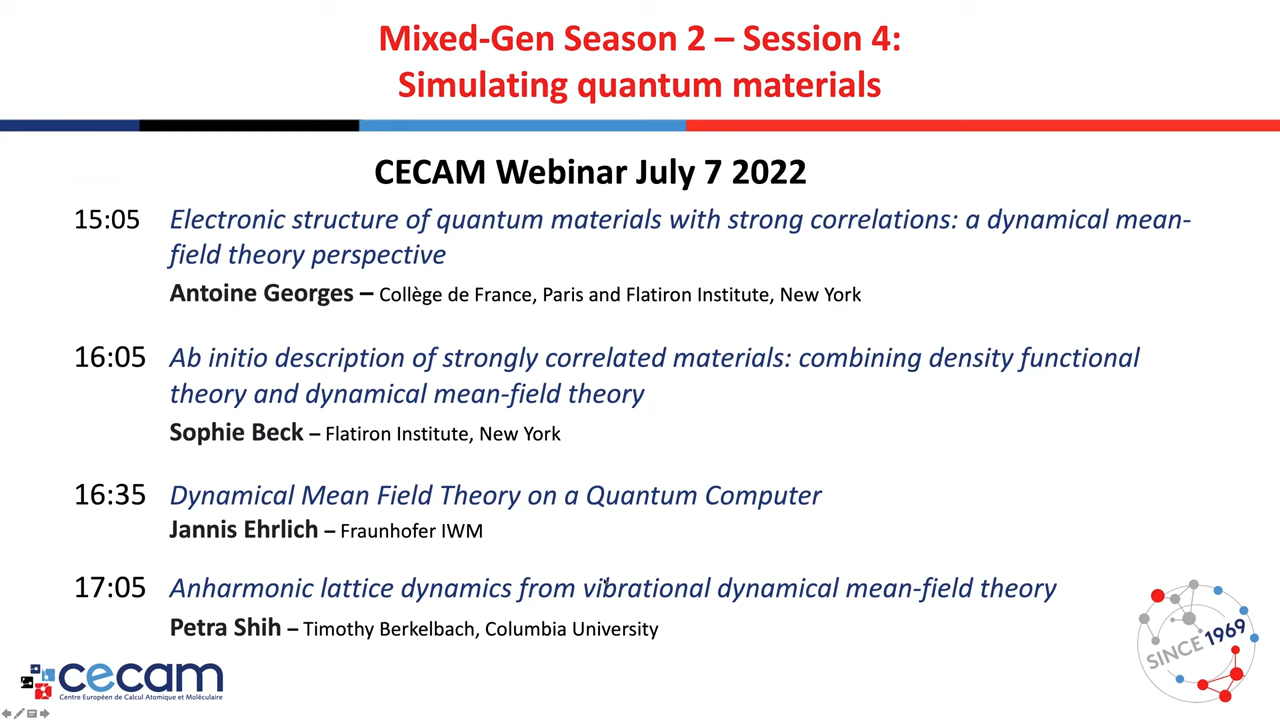 Mixed-Gen Season 2 – Session 4:
Simulating quantum materials
CECAM Webinar July 7 2022
15:05 Electronic structure of quantum materials with strong correlations: a dynamical mean-
field theory perspective
Antoine Georges – Collège de France, Paris and Flatiron Institute, New York
16:05 Ab initio description of strongly correlated materials: combining density functional
theory and dynamical mean-field theory
Sophie Beck – Flatiron Institute, New York
16:35 Dynamical Mean Field Theory on a Quantum Computer
Jannis Ehrlich – Fraunhofer IWM
17:05 Anharmonic lattice dynamics from vibrational dynamical mean-field theory
Petra Shih – Timothy Berkelbach, Columbia University
cecam
Centre Européen de Calcul Atomique et Moléculaire
SINCE 1969